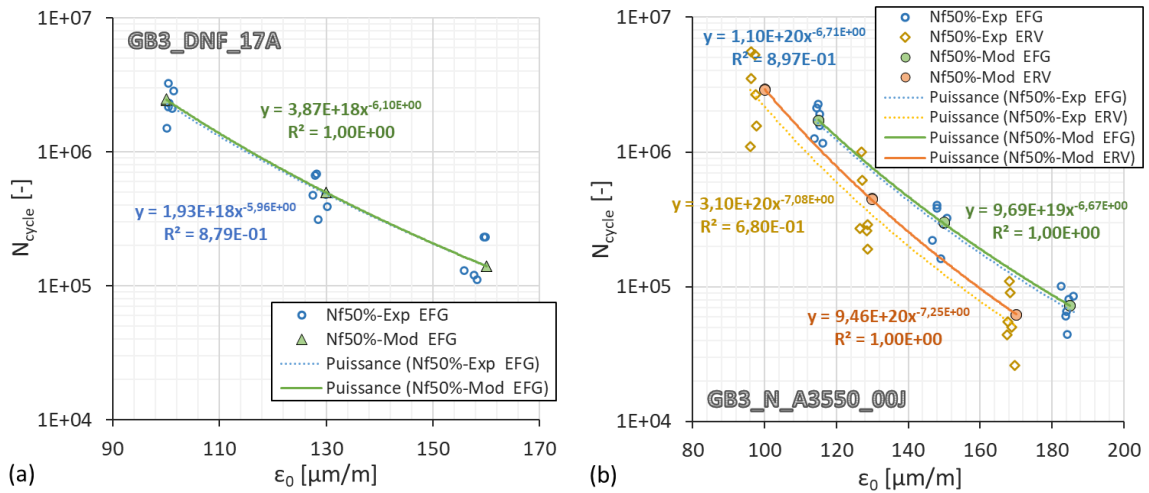 GB3_DNF_17A
1E+07
1E+06
1E+05
1E+04
N_cycle [-]
y = 3,87E+18x^-6,10E+00
R² = 1,00E+00
y = 1,93E+18x^-5,96E+00
R² = 8,79E-01
Nf50%-Exp EFG
Nf50%-Mod EFG
Puissance (Nf50%-Exp EFG)
Puissance (Nf50%-Mod EFG)
90 110 130 150 170
(a)
ε₀ [µm/m]
1E+07
1E+06
1E+05
1E+04
N_cycle [-]
y = 1,10E+20x^-6,71E+00
R² = 8,97E-01
Nf50%-Exp EFG
Nf50%-Exp ERV
Nf50%-Mod EFG
Nf50%-Mod ERV
Puissance (Nf50%-Exp EFG)
Puissance (Nf50%-Exp ERV)
Puissance (Nf50%-Mod EFG)
Puissance (Nf50%-Mod ERV)
y = 3,10E+20x^-7,08E+00
R² = 6,80E-01
y = 9,69E+19x^-6,67E+00
R² = 1,00E+00
y = 9,46E+20x^-7,25E+00
R² = 1,00E+00
GB3_N_A3550_00J
80 100 120 140 160 180 200
(b)
ε₀ [µm/m]